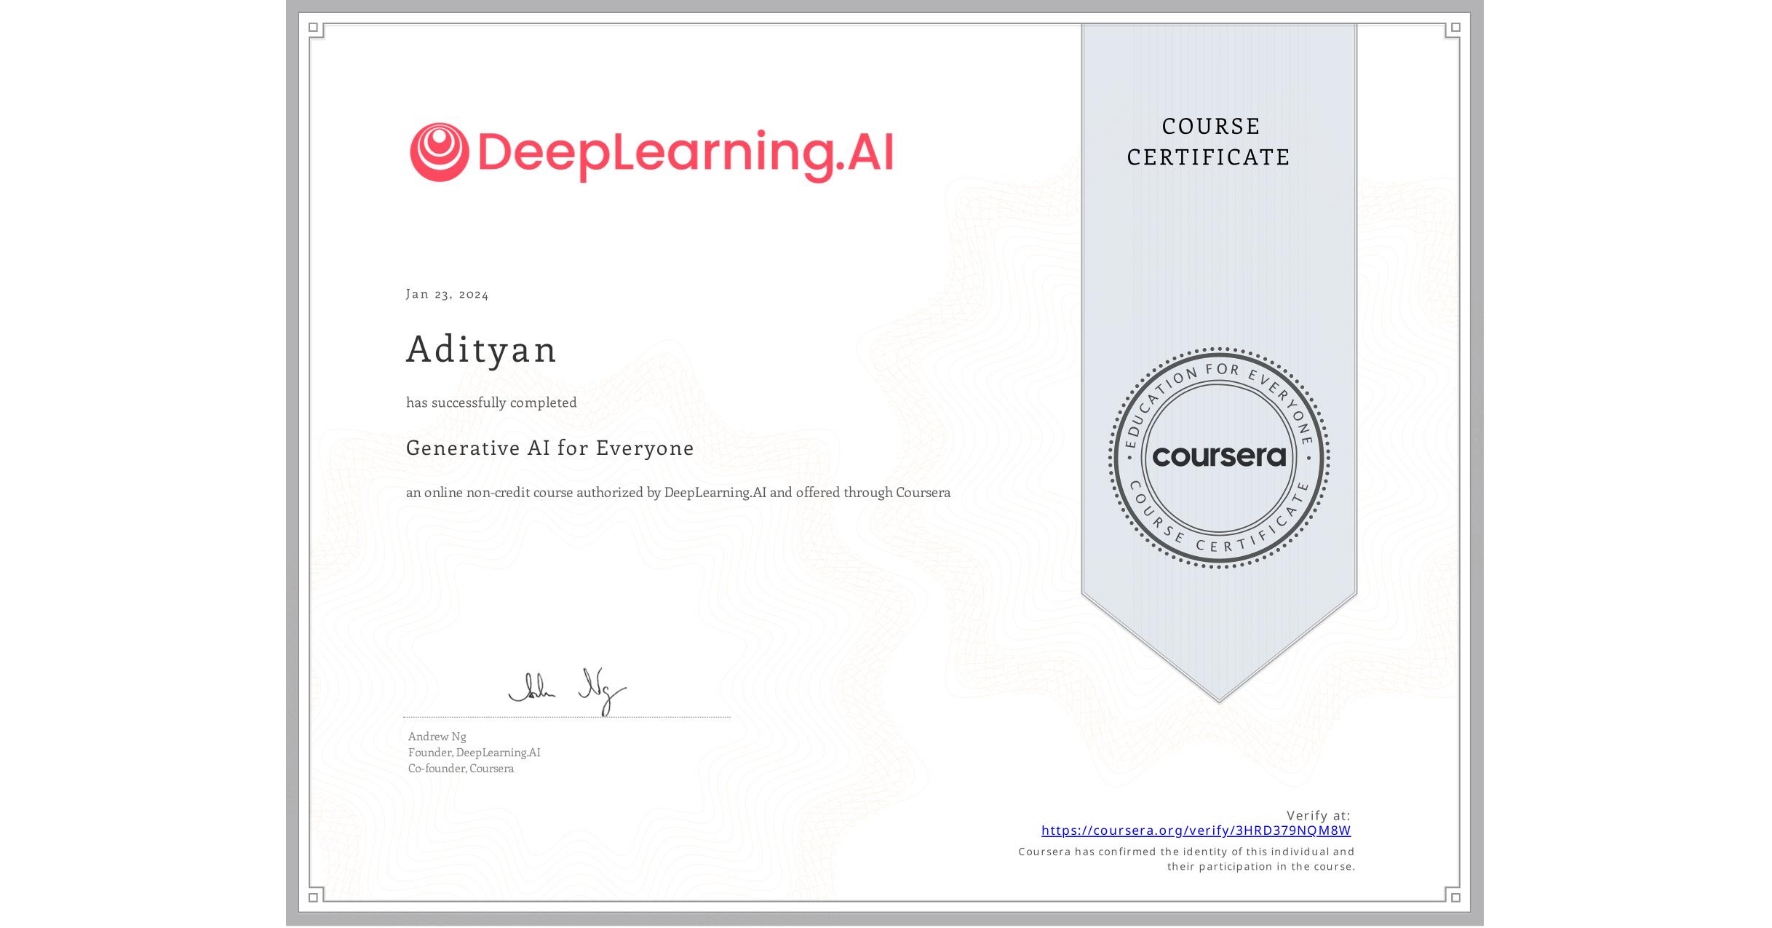 DeepLearning.AI
COURSE
CERTIFICATE
Jan 23, 2024
Adityan
has successfully completed
Generative AI for Everyone
an online non-credit course authorized by DeepLearning.AI and offered through Coursera
EDUCATION FOR EVERYONE
coursera
COURSE CERTIFICATE
Andrew Ng
Founder, DeepLearning.AI
Co-founder, Coursera
Verify at:
https://coursera.org/verify/3HRD379NQM8W
Coursera has confirmed the identity of this individual and
their participation in the course.